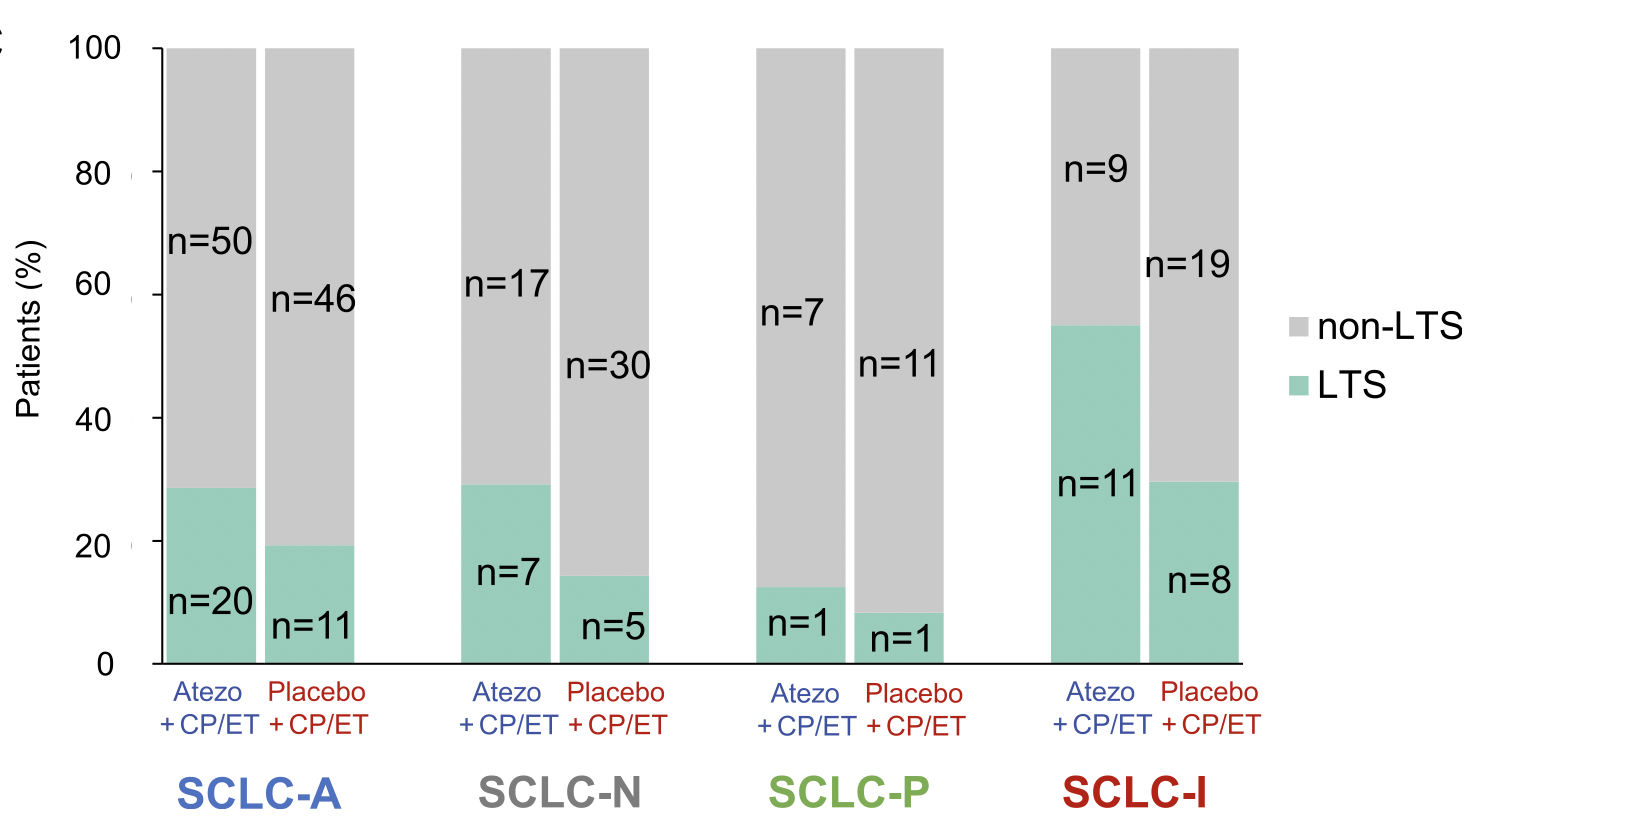 100
80
60
40
20
0
Patients (%)
n=50
n=46
n=20
n=11
n=17
n=30
n=7
n=5
n=7
n=11
n=1
n=1
n=9
n=19
n=11
n=8
non-LTS
LTS
Atezo
+ CP/ET
Placebo
+ CP/ET
Atezo
+ CP/ET
Placebo
+ CP/ET
Atezo
+ CP/ET
Placebo
+ CP/ET
Atezo
+ CP/ET
Placebo
+ CP/ET
SCLC-A
SCLC-N
SCLC-P
SCLC-I